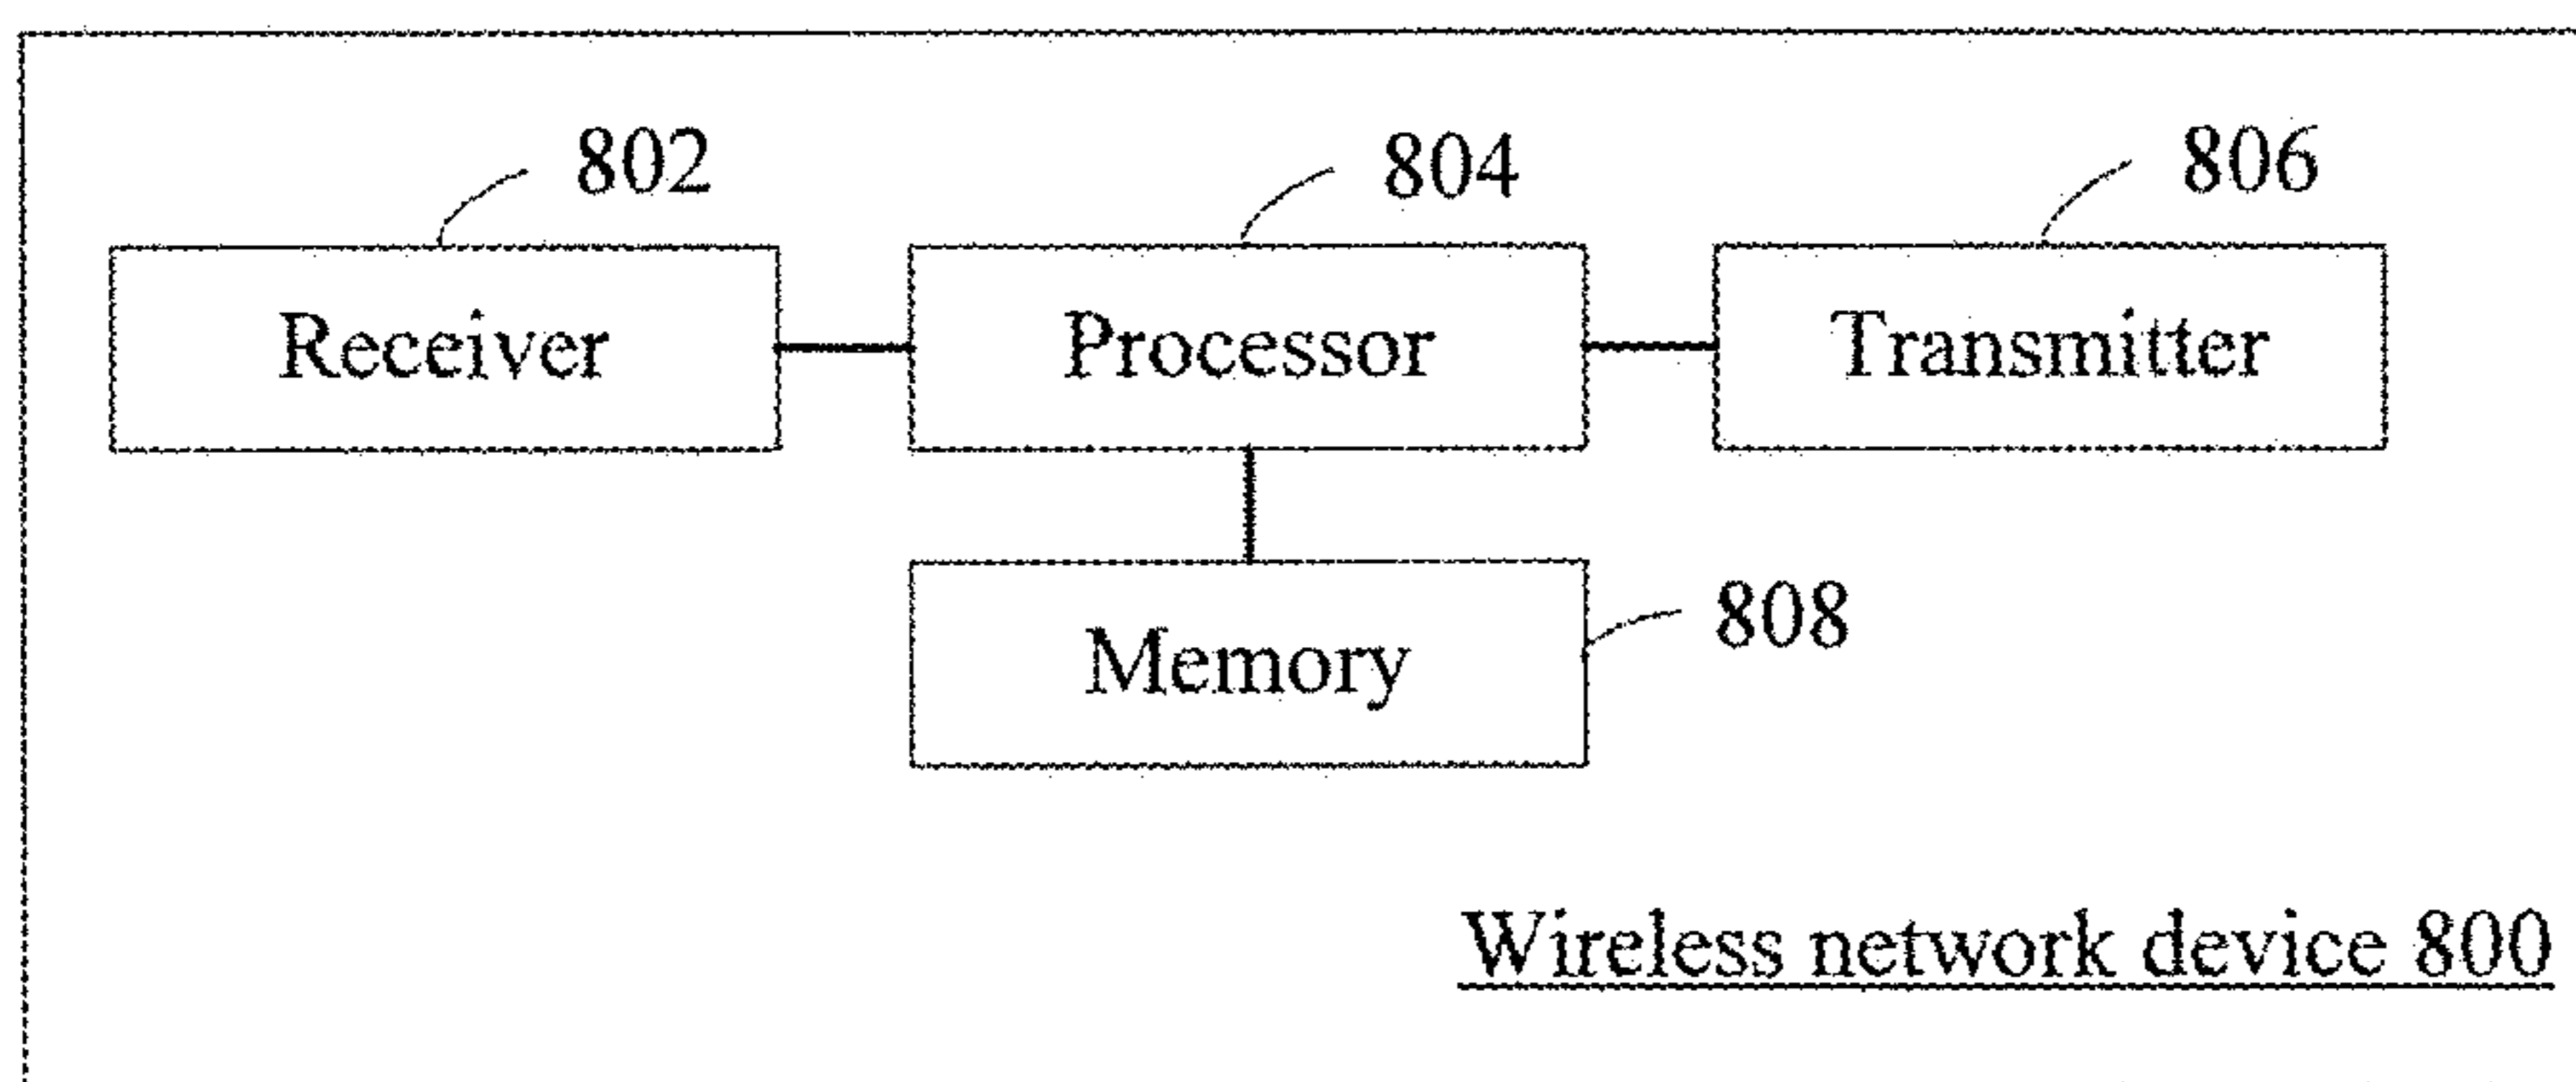 802 804 806
Receiver Processor Transmitter
808
Memory
Wireless network device 800